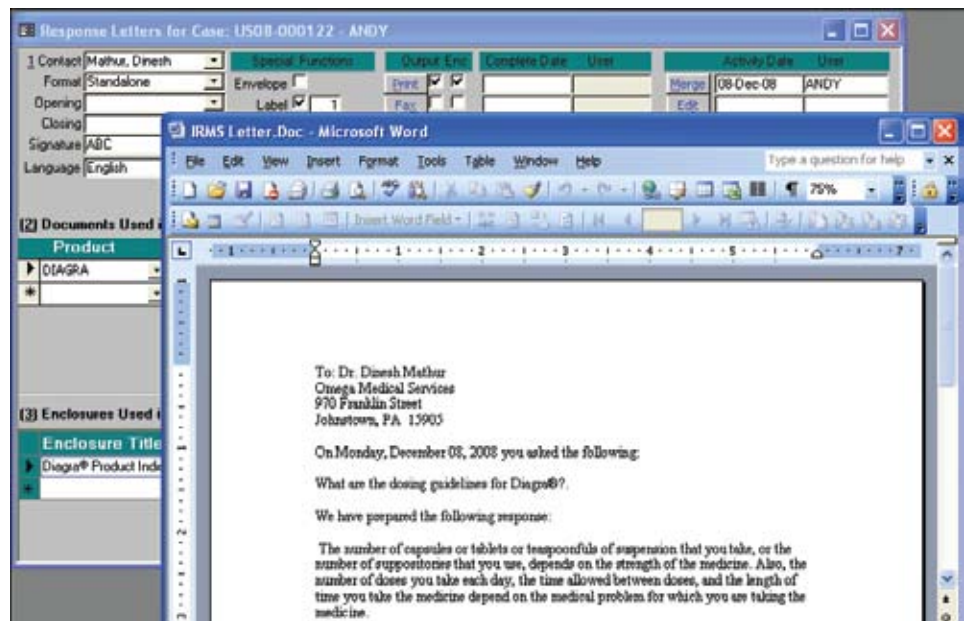 Response Letters for Case: US08-000122 - ANDY
1 Contact Mathur, Dinesh
Special Functions
Output Enc
Complete Date User
Activity Date User
Format Standalone
Envelope
Print
Merge 08-Dec-08 ANDY
Opening
Label 1
Fax
Edit
Closing
Signature ABC
Language English
IRMS Letter.Doc - Microsoft Word
File Edit View Insert Format Tools Table Window Help
Type a question for help
75%
Insert Word Field
(2) Documents Used i
Product
DIAGRA
(3) Enclosures Used i
Enclosure Title
Diagra® Product Inde
1 1 2 3 4 5 7
To: Dr. Dinesh Mathur
Omega Medical Services
970 Franklin Street
Johnstown, PA 15905
On Monday, December 08, 2008 you asked the following:
What are the dosing guidelines for Diagra®?.
We have prepared the following response:
The number of capsules or tablets or teaspoonfuls of suspension that you take, or the
number of suppositories that you use, depends on the strength of the medicine. Also, the
number of doses you take each day, the time allowed between doses, and the length of
time you take the medicine depend on the medical problem for which you are taking the
medicine.